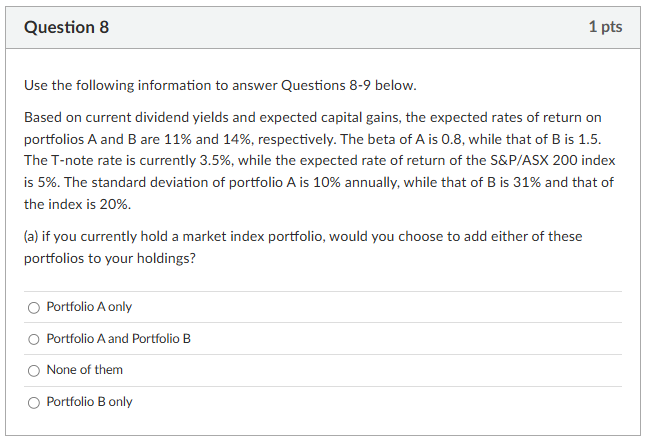 Question 8
1 pts
Use the following information to answer Questions 8-9 below.
Based on current dividend yields and expected capital gains, the expected rates of return on
portfolios A and B are 11% and 14%, respectively. The beta of A is 0.8, while that of B is 1.5.
The T-note rate is currently 3.5%, while the expected rate of return of the S&P/ASX 200 index
is 5%. The standard deviation of portfolio A is 10% annually, while that of B is 31% and that of
the index is 20%.
(a) if you currently hold a market index portfolio, would you choose to add either of these
portfolios to your holdings?
Portfolio A only
Portfolio A and Portfolio B
None of them
Portfolio B only